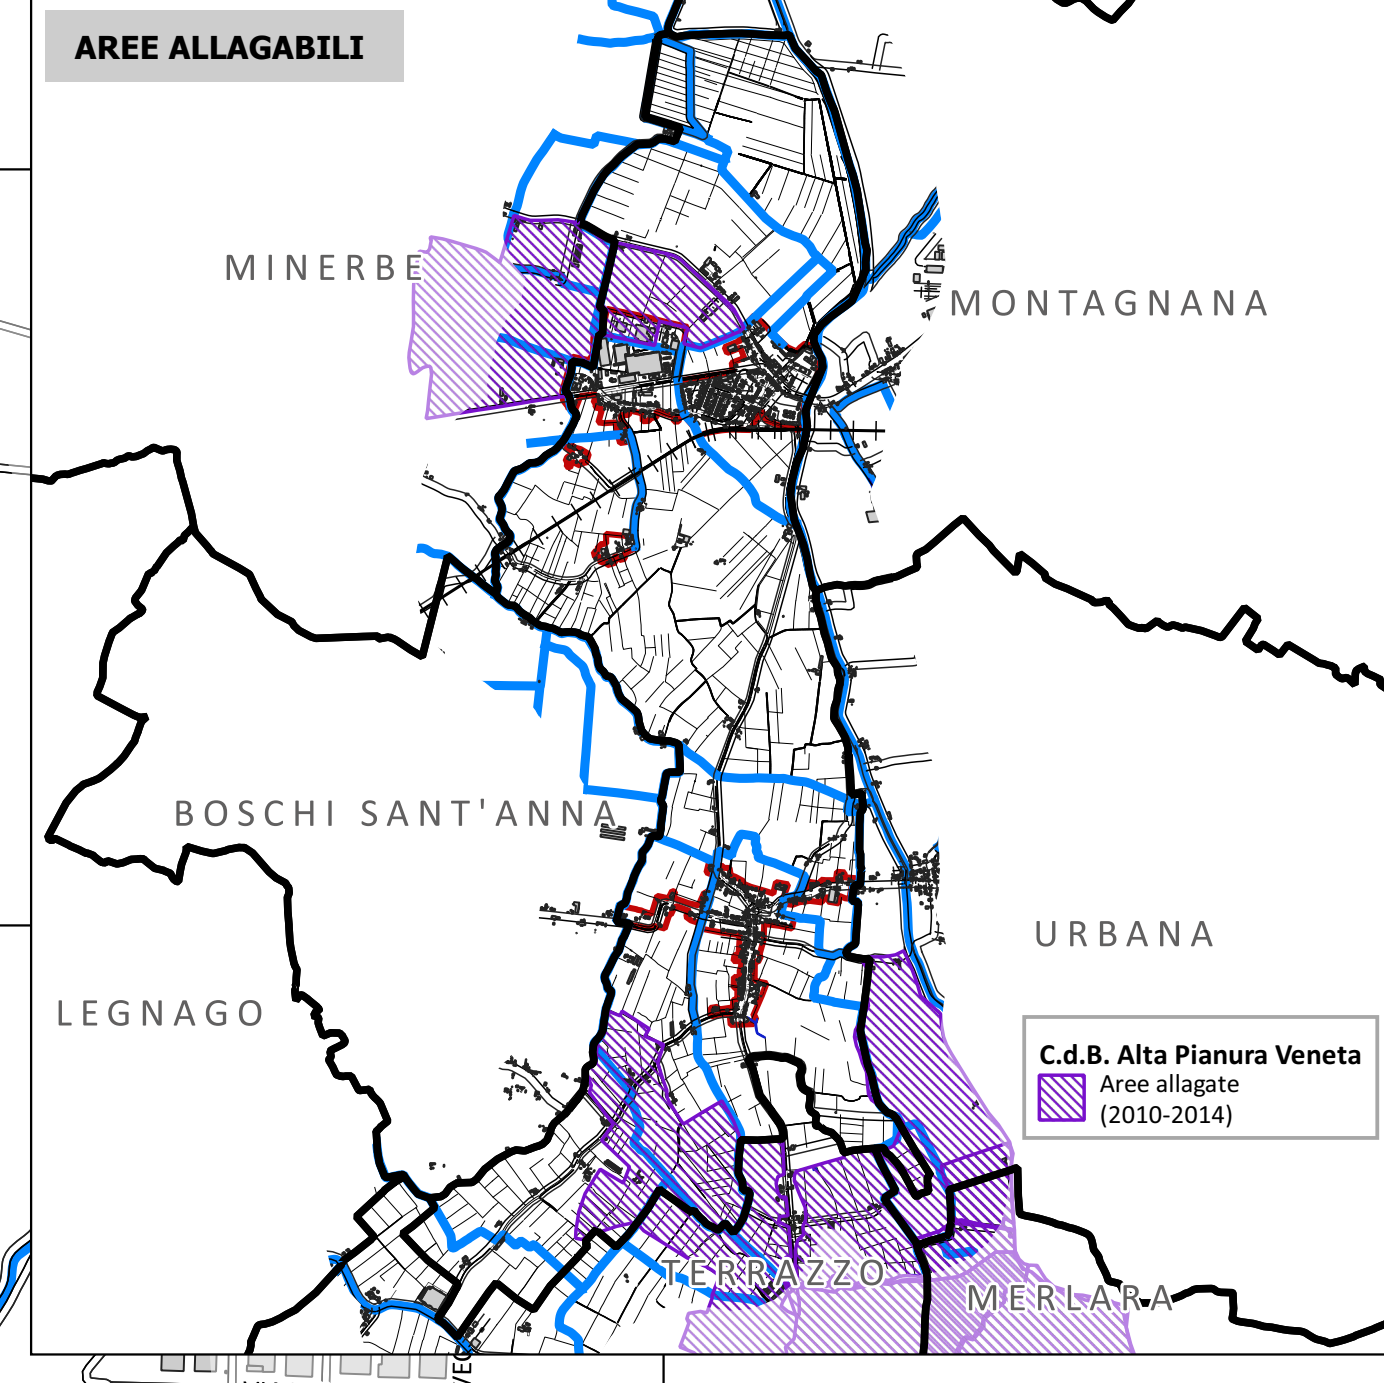 AREE ALLAGABILI
MINERBE
MONTAGNANA
BOSCHI SANT'ANNA
URBANA
LEGNAGO
C.d.B. Alta Pianura Veneta
Aree allagate
(2010-2014)
TERRAZZO
MERLARA